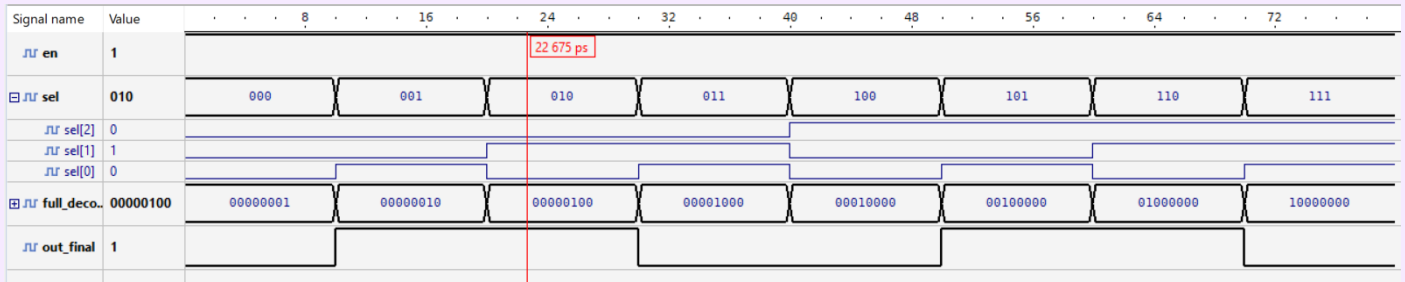 Signal name Value 8 16 24 32 40 48 56 64 72
22 675 ps
en 1
sel 010 000 001 010 011 100 101 110 111
sel[2] 0
sel[1] 1
sel[0] 0
full_deco.. 00000100 00000001 00000010 00000100 00001000 00010000 00100000 01000000 10000000
out_final 1